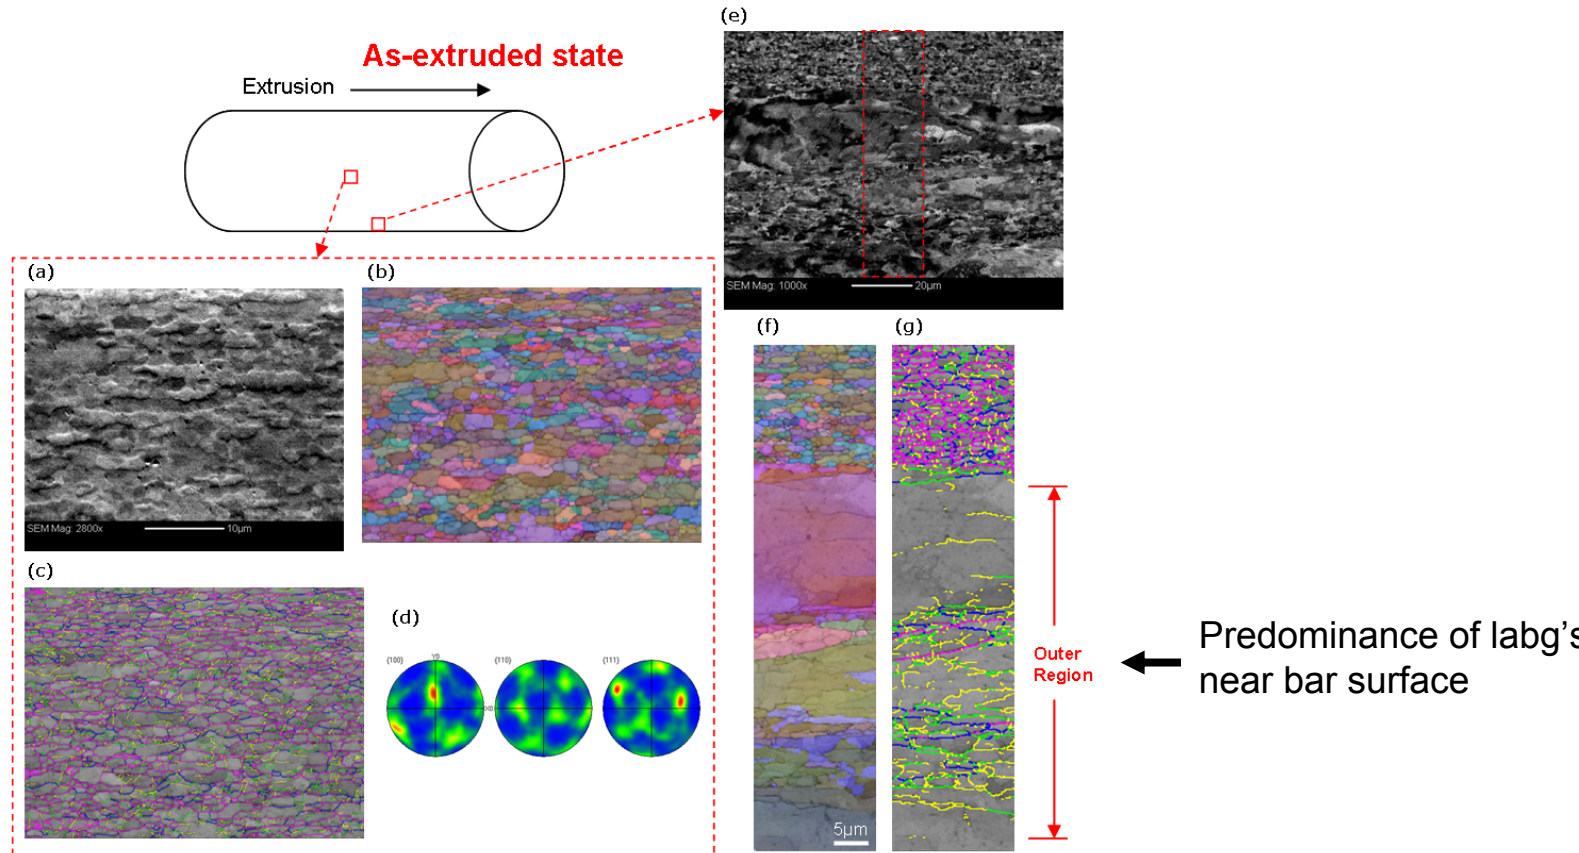 (e)
As-extruded state
Extrusion
(a)
(b)
SEM Mag: 1000x
20µm
(f)
(g)
SEM Mag: 2800x
10µm
(c)
(d)
{100}
Y0
{110}
{111}
Outer
Region
Predominance of labg's
near bar surface
5µm